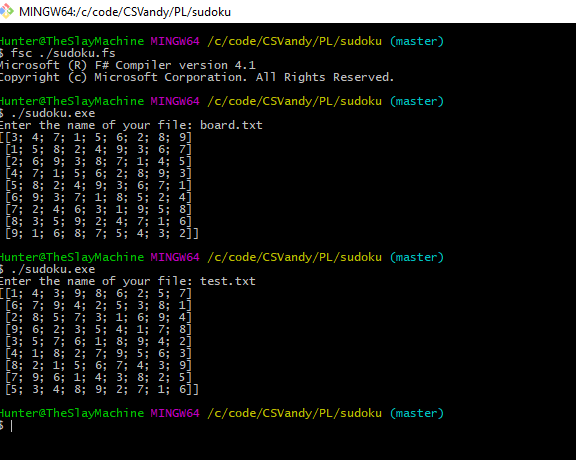 MINGW64:/c/code/CSVandy/PL/sudoku
Hunter@TheSlayMachine MINGW64 /c/code/CSVandy/PL/sudoku (master)
$ fsc ./sudoku.fs
Microsoft (R) F# Compiler version 4.1
Copyright (c) Microsoft Corporation. All Rights Reserved.
Hunter@TheSlayMachine MINGW64 /c/code/CSVandy/PL/sudoku (master)
$ ./sudoku.exe
Enter the name of your file: board.txt
[[3; 4; 7; 1; 5; 6; 2; 8; 9]
[1; 5; 8; 2; 4; 9; 3; 6; 7]
[2; 6; 9; 3; 8; 7; 1; 4; 5]
[4; 7; 1; 5; 6; 2; 8; 9; 3]
[5; 8; 2; 4; 9; 3; 6; 7; 1]
[6; 9; 3; 7; 1; 8; 5; 2; 4]
[7; 2; 4; 6; 3; 1; 9; 5; 8]
[8; 3; 5; 9; 2; 4; 7; 1; 6]
[9; 1; 6; 8; 7; 5; 4; 3; 2]]
Hunter@TheSlayMachine MINGW64 /c/code/CSVandy/PL/sudoku (master)
$ ./sudoku.exe
Enter the name of your file: test.txt
[[1; 4; 3; 9; 8; 6; 2; 5; 7]
[6; 7; 9; 4; 2; 5; 3; 8; 1]
[2; 8; 5; 7; 3; 1; 6; 9; 4]
[9; 6; 2; 3; 5; 4; 1; 7; 8]
[3; 5; 7; 6; 1; 8; 9; 4; 2]
[4; 1; 8; 2; 7; 9; 5; 6; 3]
[8; 2; 1; 5; 6; 7; 4; 3; 9]
[7; 9; 6; 1; 4; 3; 8; 2; 5]
[5; 3; 4; 8; 9; 2; 7; 1; 6]]
Hunter@TheSlayMachine MINGW64 /c/code/CSVandy/PL/sudoku (master)
$